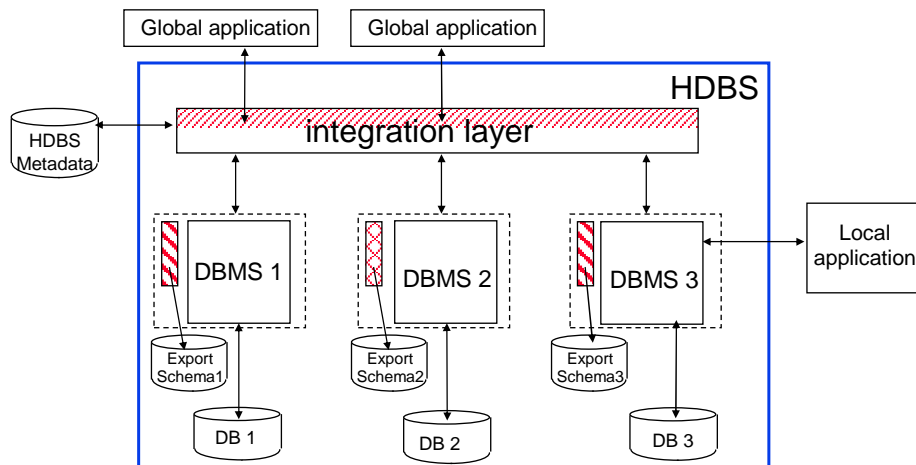 Global application
Global application
HDBS
HDBS
Metadata
integration layer
DBMS 1
DBMS 2
DBMS 3
Local
application
Export
Schema1
Export
Schema2
Export
Schema3
DB 1
DB 2
DB 3